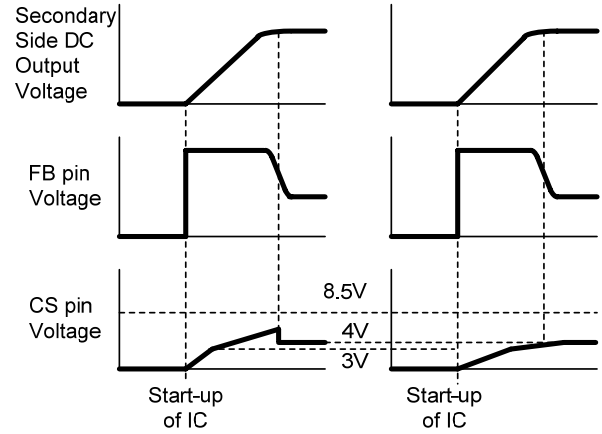 Secondary
Side DC
Output
Voltage
FB pin
Voltage
CS pin
Voltage
8.5V
4V
3V
Start-up
of IC
Start-up
of IC